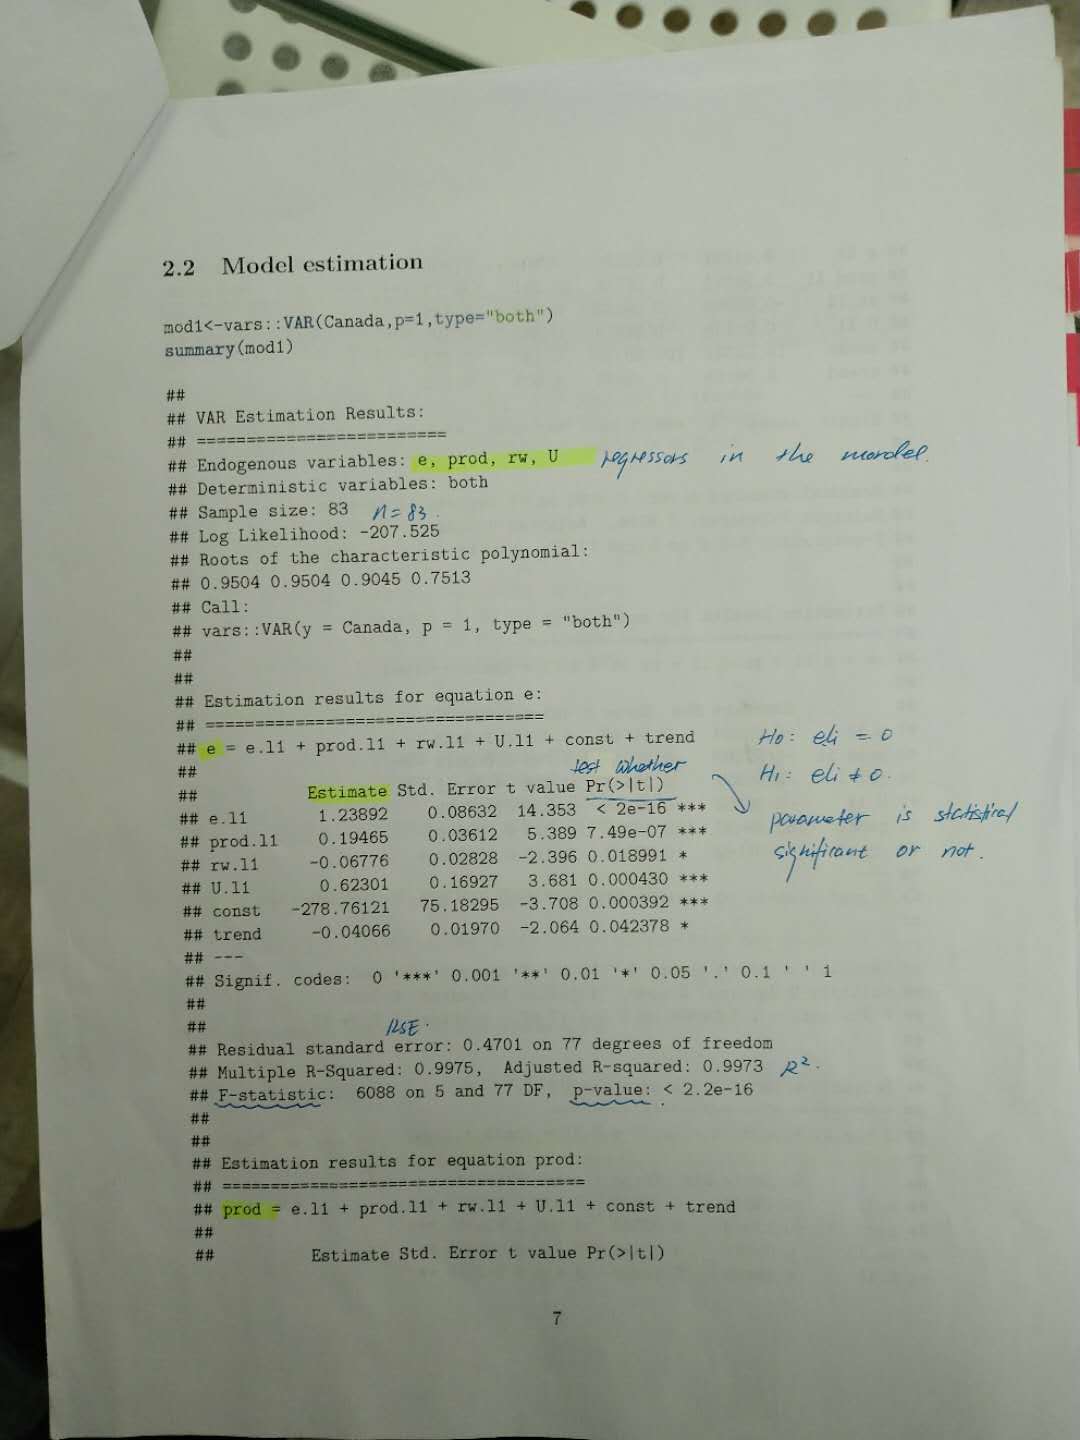 2.2 Model estimation
mod1<-vars::VAR(Canada,p=1,type="both")
summary(mod1)
##
## VAR Estimation Results:
## =========================
## Endogenous variables: e, prod, rw, U regressors in the mordel.
## Deterministic variables: both
## Sample size: 83 n=83.
## Log Likelihood: -207.525
## Roots of the characteristic polynomial:
## 0.9504 0.9504 0.9045 0.7513
## Call:
## vars::VAR(y = Canada, p = 1, type = "both")
##
##
## Estimation results for equation e:
## ==================================
## e = e.l1 + prod.l1 + rw.l1 + U.l1 + const + trend
H0: eli = 0
## test whether
H1: eli ≠ 0.
## Estimate Std. Error t value Pr(>|t|)
## e.l1 1.23892 0.08632 14.353 < 2e-16 ***
parameter is statistical
## prod.l1 0.19465 0.03612 5.389 7.49e-07 ***
significant or not.
## rw.l1 -0.06776 0.02828 -2.396 0.018991 *
## U.l1 0.62301 0.16927 3.681 0.000430 ***
## const -278.76121 75.18295 -3.708 0.000392 ***
## trend -0.04066 0.01970 -2.064 0.042378 *
## ---
## Signif. codes: 0 '***' 0.001 '**' 0.01 '*' 0.05 '.' 0.1 ' ' 1
##
## RSE.
## Residual standard error: 0.4701 on 77 degrees of freedom
## Multiple R-Squared: 0.9975, Adjusted R-squared: 0.9973 R².
## F-statistic: 6088 on 5 and 77 DF, p-value: < 2.2e-16
##
##
## Estimation results for equation prod:
## =====================================
## prod = e.l1 + prod.l1 + rw.l1 + U.l1 + const + trend
##
## Estimate Std. Error t value Pr(>|t|)
7